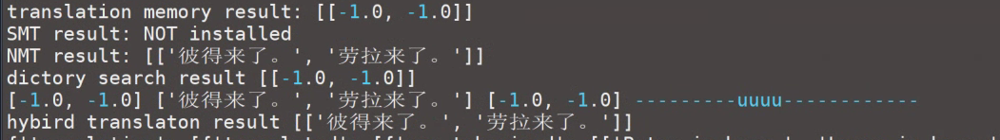 translation memory result: [[-1.0, -1.0]]
SMT result: NOT installed
NMT result: [['彼得来了。', '劳拉来了。']]
dictory search result [[-1.0, -1.0]]
[-1.0, -1.0] ['彼得来了。', '劳拉来了。'] [-1.0, -1.0] ---------uuuu------------
hybird translaton result [['彼得来了。', '劳拉来了。']]